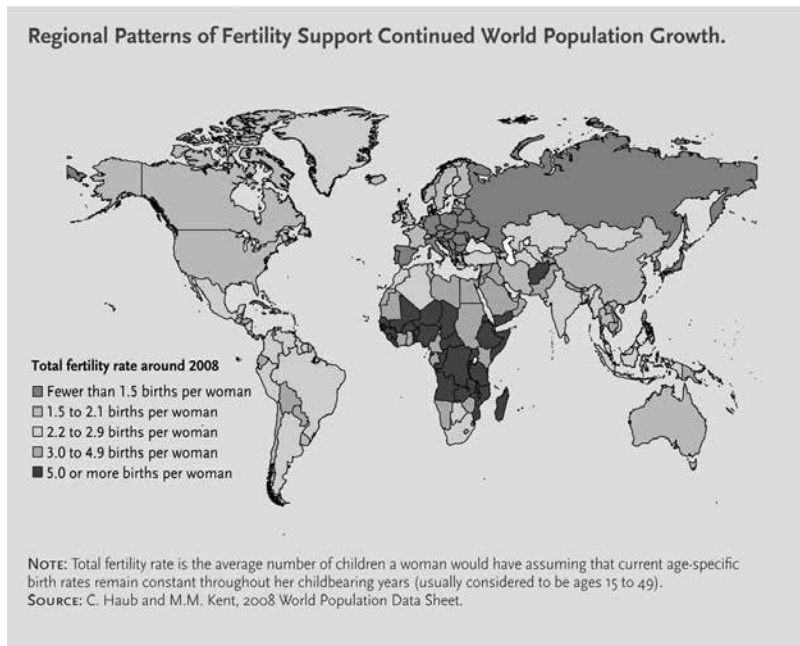 Regional Patterns of Fertility Support Continued World Population Growth.
Total fertility rate around 2008
Fewer than 1.5 births per woman
1.5 to 2.1 births per woman
2.2 to 2.9 births per woman
3.0 to 4.9 births per woman
5.0 or more births per woman
NOTE: Total fertility rate is the average number of children a woman would have assuming that current age-specific
birth rates remain constant throughout her childbearing years (usually considered to be ages 15 to 49).
SOURCE: C. Haub and M.M. Kent, 2008 World Population Data Sheet.